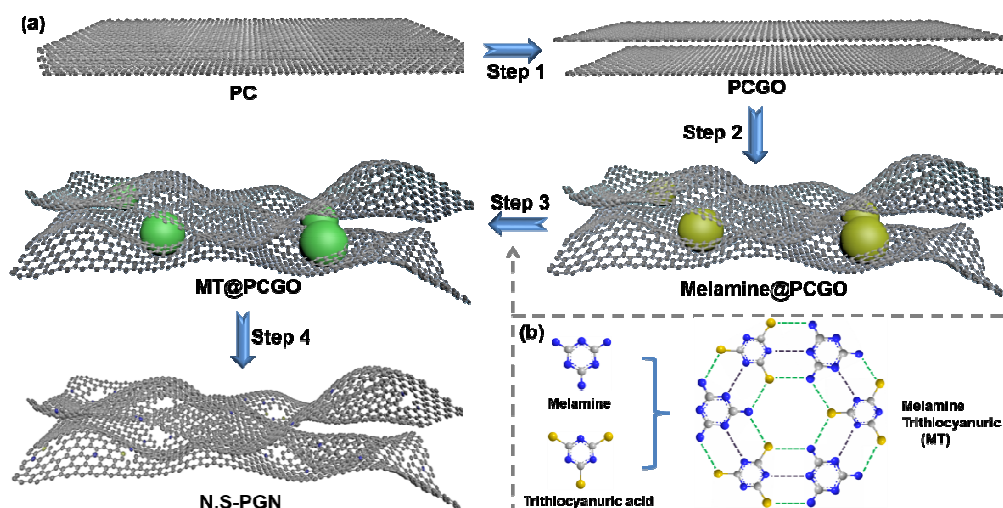 (a)
PC
Step 1
PCGO
Step 2
Step 3
MT@PCGO
Melamine@PCGO
Step 4
N,S-PGN
(b)
Melamine
Trithiocyanuric acid
Melamine
Trithiocyanuric
(MT)